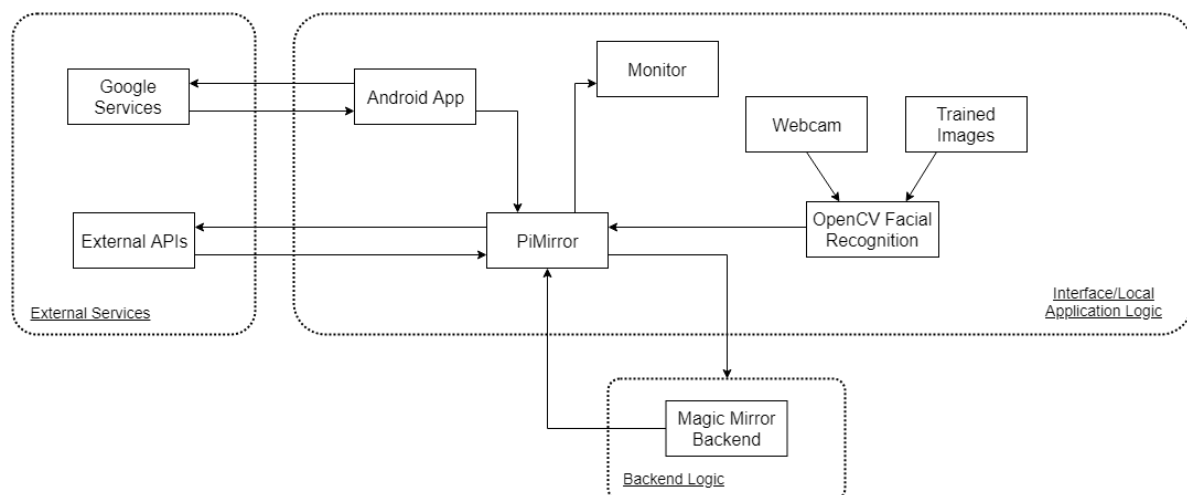 Google
Services
Android App
Monitor
Webcam
Trained
Images
External APIs
PiMirror
OpenCV Facial
Recognition
External Services
Interface/Local
Application Logic
Magic Mirror
Backend
Backend Logic